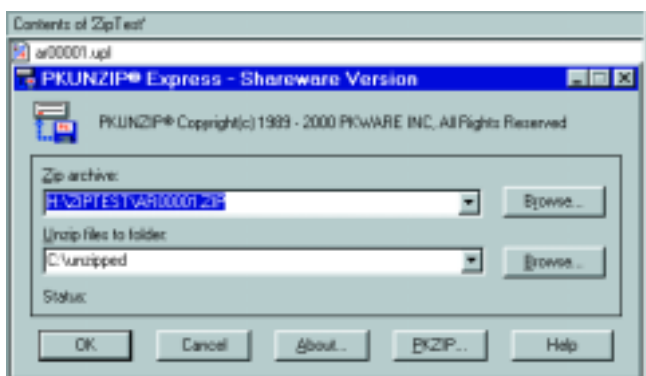 Contents of 'ZipTest'
ar00001.upl
PKUNZIP® Express - Shareware Version
PKUNZIP® Copyright(c) 1989 - 2000 PKWARE INC, All Rights Reserved
Zip archive:
H:\ZIPTEST\AR00001.ZIP
Browse...
Unzip files to folder:
C:\unzipped
Browse...
Status:
OK
Cancel
About...
PKZIP...
Help